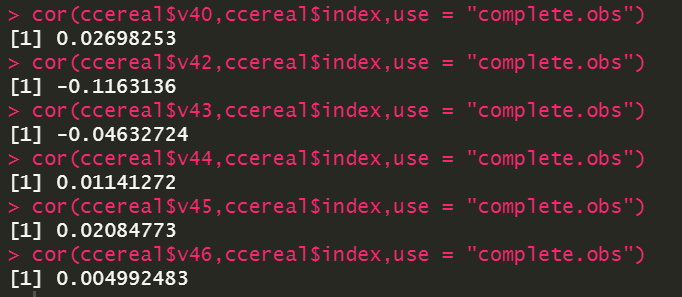 > cor(ccereal$v40,ccereal$index,use = "complete.obs")
[1] 0.02698253
> cor(ccereal$v42,ccereal$index,use = "complete.obs")
[1] -0.1163136
> cor(ccereal$v43,ccereal$index,use = "complete.obs")
[1] -0.04632724
> cor(ccereal$v44,ccereal$index,use = "complete.obs")
[1] 0.01141272
> cor(ccereal$v45,ccereal$index,use = "complete.obs")
[1] 0.02084773
> cor(ccereal$v46,ccereal$index,use = "complete.obs")
[1] 0.004992483